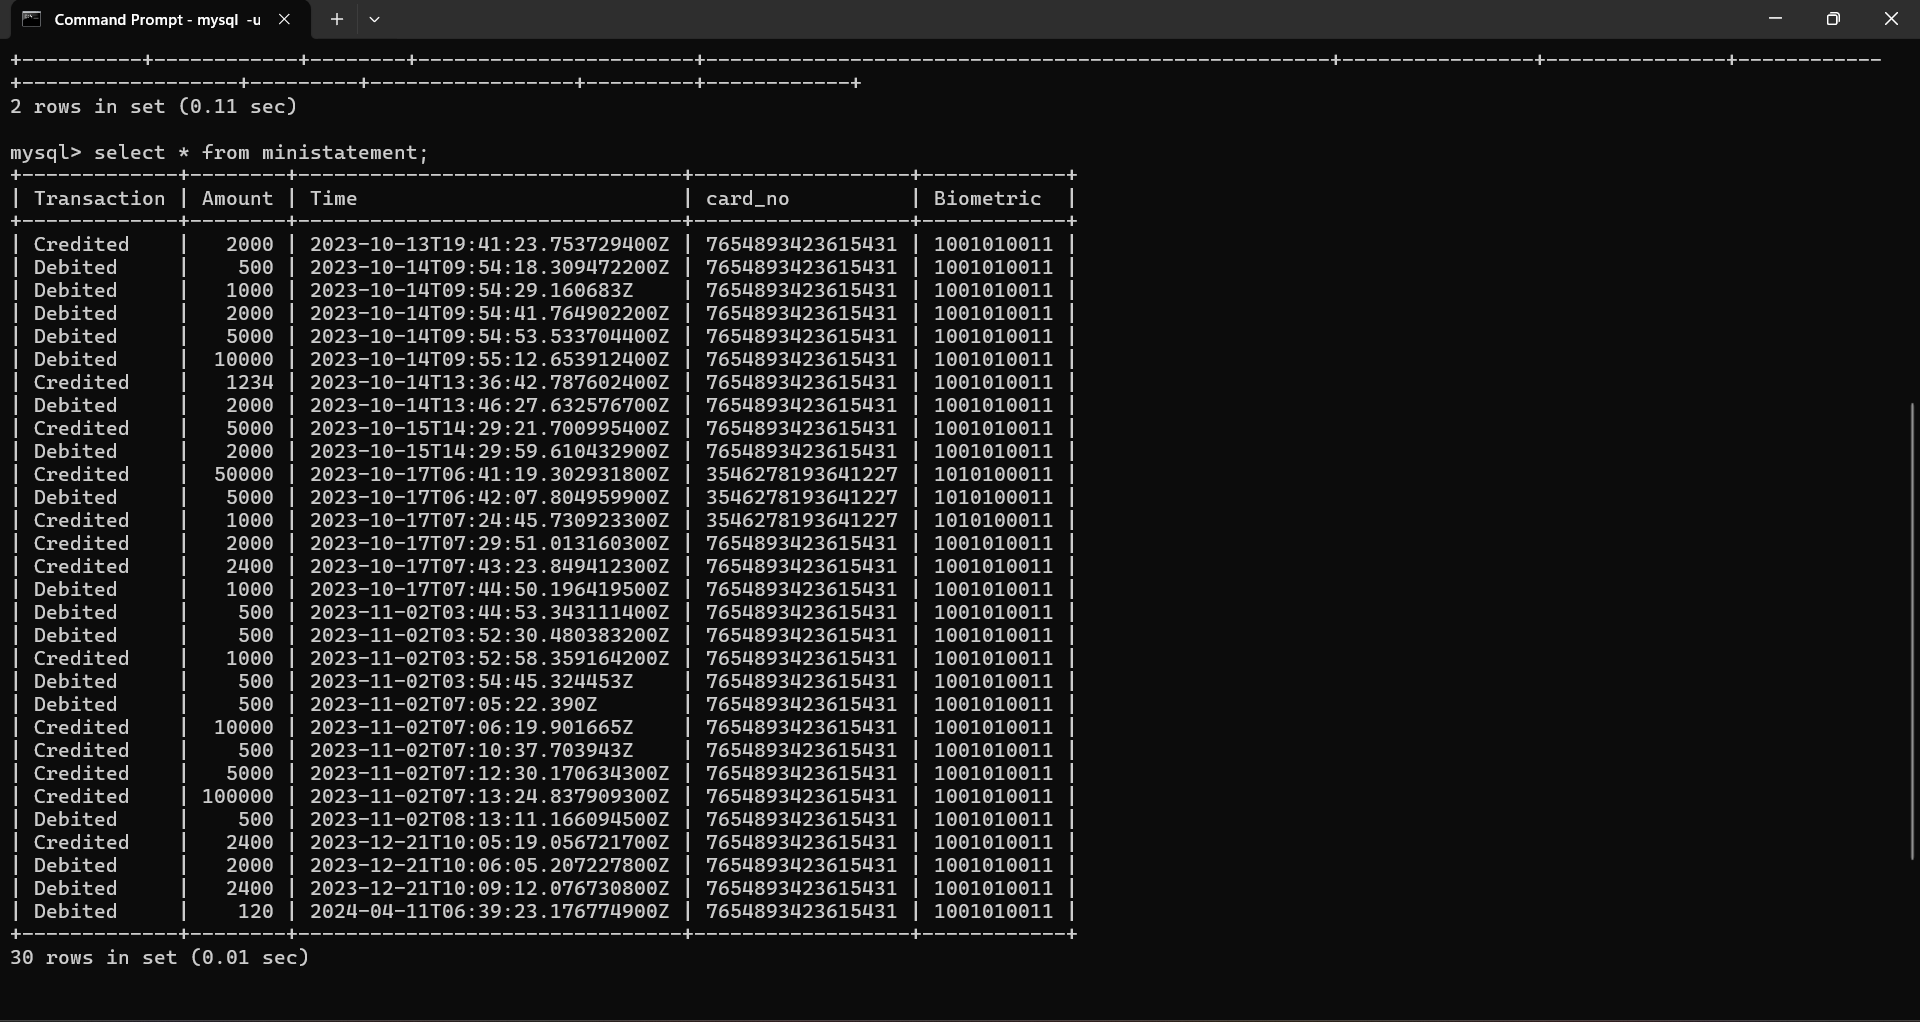 Command Prompt - mysql -u
+----------+------------+--------+-----------------------+----------------------------------------------------+----------------+---------------+------------
+------------------+---------+-----------------+---------+------------+
2 rows in set (0.11 sec)
mysql> select * from ministatement;
+-------------+--------+--------------------------------+------------------+------------+
| Transaction | Amount | Time                           | card_no          | Biometric  |
+-------------+--------+--------------------------------+------------------+------------+
| Credited    |   2000 | 2023-10-13T19:41:23.753729400Z | 7654893423615431 | 1001010011 |
| Debited     |    500 | 2023-10-14T09:54:18.309472200Z | 7654893423615431 | 1001010011 |
| Debited     |   1000 | 2023-10-14T09:54:29.160683Z    | 7654893423615431 | 1001010011 |
| Debited     |   2000 | 2023-10-14T09:54:41.764902200Z | 7654893423615431 | 1001010011 |
| Debited     |   5000 | 2023-10-14T09:54:53.533704400Z | 7654893423615431 | 1001010011 |
| Debited     |  10000 | 2023-10-14T09:55:12.653912400Z | 7654893423615431 | 1001010011 |
| Credited    |   1234 | 2023-10-14T13:36:42.787602400Z | 7654893423615431 | 1001010011 |
| Debited     |   2000 | 2023-10-14T13:46:27.632576700Z | 7654893423615431 | 1001010011 |
| Credited    |   5000 | 2023-10-15T14:29:21.700995400Z | 7654893423615431 | 1001010011 |
| Debited     |   2000 | 2023-10-15T14:29:59.610432900Z | 7654893423615431 | 1001010011 |
| Credited    |  50000 | 2023-10-17T06:41:19.302931800Z | 3546278193641227 | 1010100011 |
| Debited     |   5000 | 2023-10-17T06:42:07.804959900Z | 3546278193641227 | 1010100011 |
| Credited    |   1000 | 2023-10-17T07:24:45.730923300Z | 3546278193641227 | 1010100011 |
| Credited    |   2000 | 2023-10-17T07:29:51.013160300Z | 7654893423615431 | 1001010011 |
| Credited    |   2400 | 2023-10-17T07:43:23.849412300Z | 7654893423615431 | 1001010011 |
| Debited     |   1000 | 2023-10-17T07:44:50.196419500Z | 7654893423615431 | 1001010011 |
| Debited     |    500 | 2023-11-02T03:44:53.343111400Z | 7654893423615431 | 1001010011 |
| Debited     |    500 | 2023-11-02T03:52:30.480383200Z | 7654893423615431 | 1001010011 |
| Credited    |   1000 | 2023-11-02T03:52:58.359164200Z | 7654893423615431 | 1001010011 |
| Debited     |    500 | 2023-11-02T03:54:45.324453Z    | 7654893423615431 | 1001010011 |
| Debited     |    500 | 2023-11-02T07:05:22.390Z       | 7654893423615431 | 1001010011 |
| Credited    |  10000 | 2023-11-02T07:06:19.901665Z    | 7654893423615431 | 1001010011 |
| Credited    |    500 | 2023-11-02T07:10:37.703943Z    | 7654893423615431 | 1001010011 |
| Credited    |   5000 | 2023-11-02T07:12:30.170634300Z | 7654893423615431 | 1001010011 |
| Credited    | 100000 | 2023-11-02T07:13:24.837909300Z | 7654893423615431 | 1001010011 |
| Debited     |    500 | 2023-11-02T08:13:11.166094500Z | 7654893423615431 | 1001010011 |
| Credited    |   2400 | 2023-12-21T10:05:19.056721700Z | 7654893423615431 | 1001010011 |
| Debited     |   2000 | 2023-12-21T10:06:05.207227800Z | 7654893423615431 | 1001010011 |
| Debited     |   2400 | 2023-12-21T10:09:12.076730800Z | 7654893423615431 | 1001010011 |
| Debited     |    120 | 2024-04-11T06:39:23.176774900Z | 7654893423615431 | 1001010011 |
+-------------+--------+--------------------------------+------------------+------------+
30 rows in set (0.01 sec)